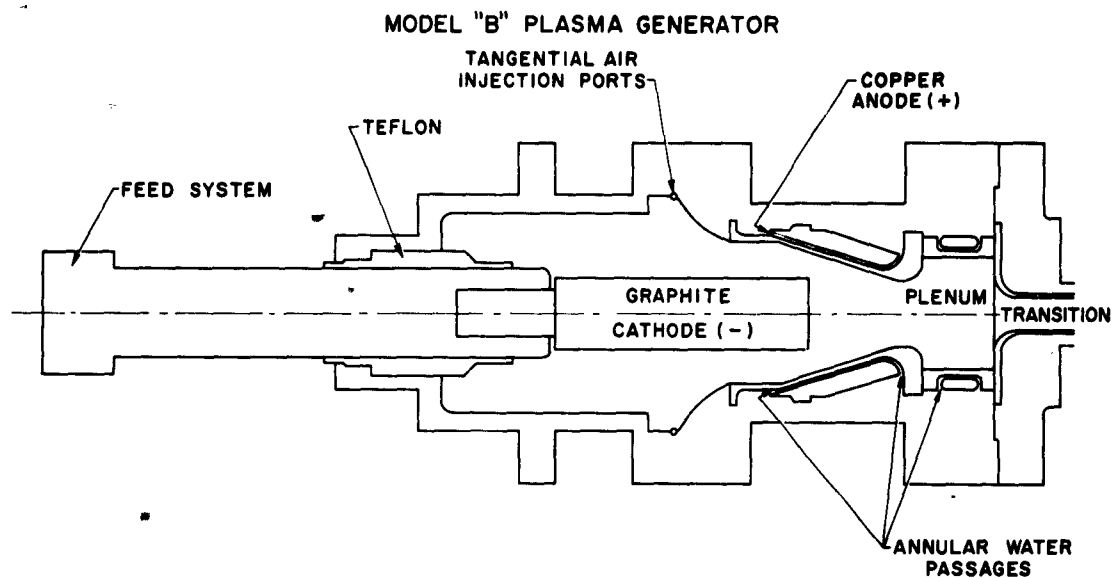 MODEL "B" PLASMA GENERATOR
TANGENTIAL AIR
INJECTION PORTS
COPPER
ANODE (+)
TEFLON
FEED SYSTEM
GRAPHITE
CATHODE (-)
PLENUM
TRANSITION
ANNULAR WATER
PASSAGES